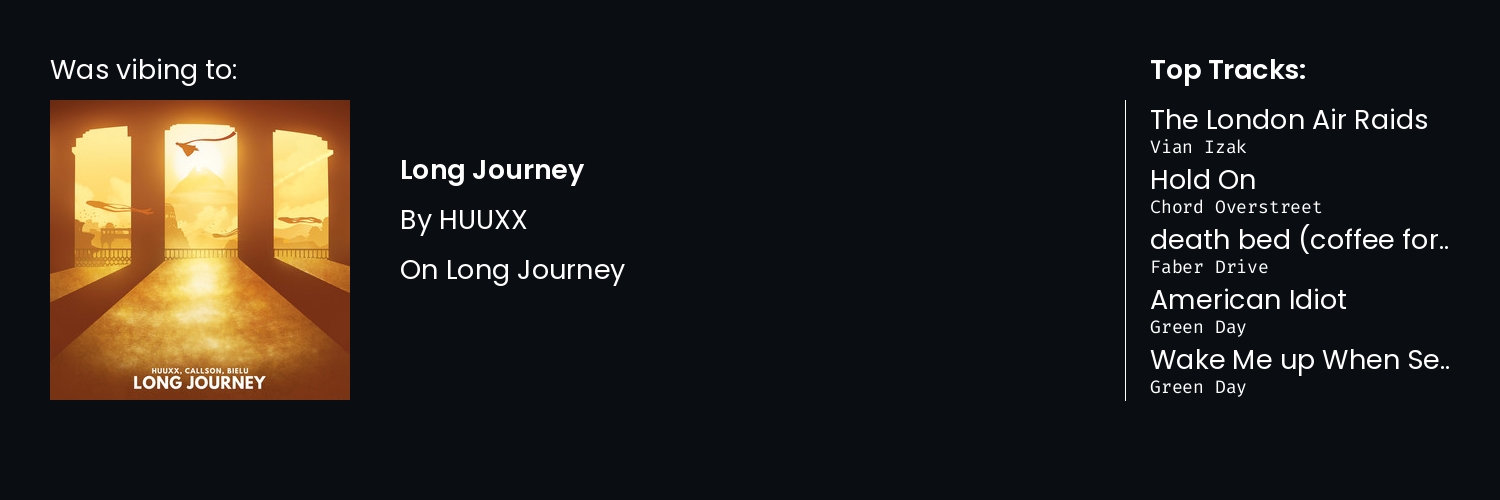 Was vibing to:
HUUXX, CALLSON, BIELU
LONG JOURNEY
Long Journey
By HUUXX
On Long Journey
Top Tracks:
The London Air Raids
Vian Izak
Hold On
Chord Overstreet
death bed (coffee for..
Faber Drive
American Idiot
Green Day
Wake Me up When Se..
Green Day